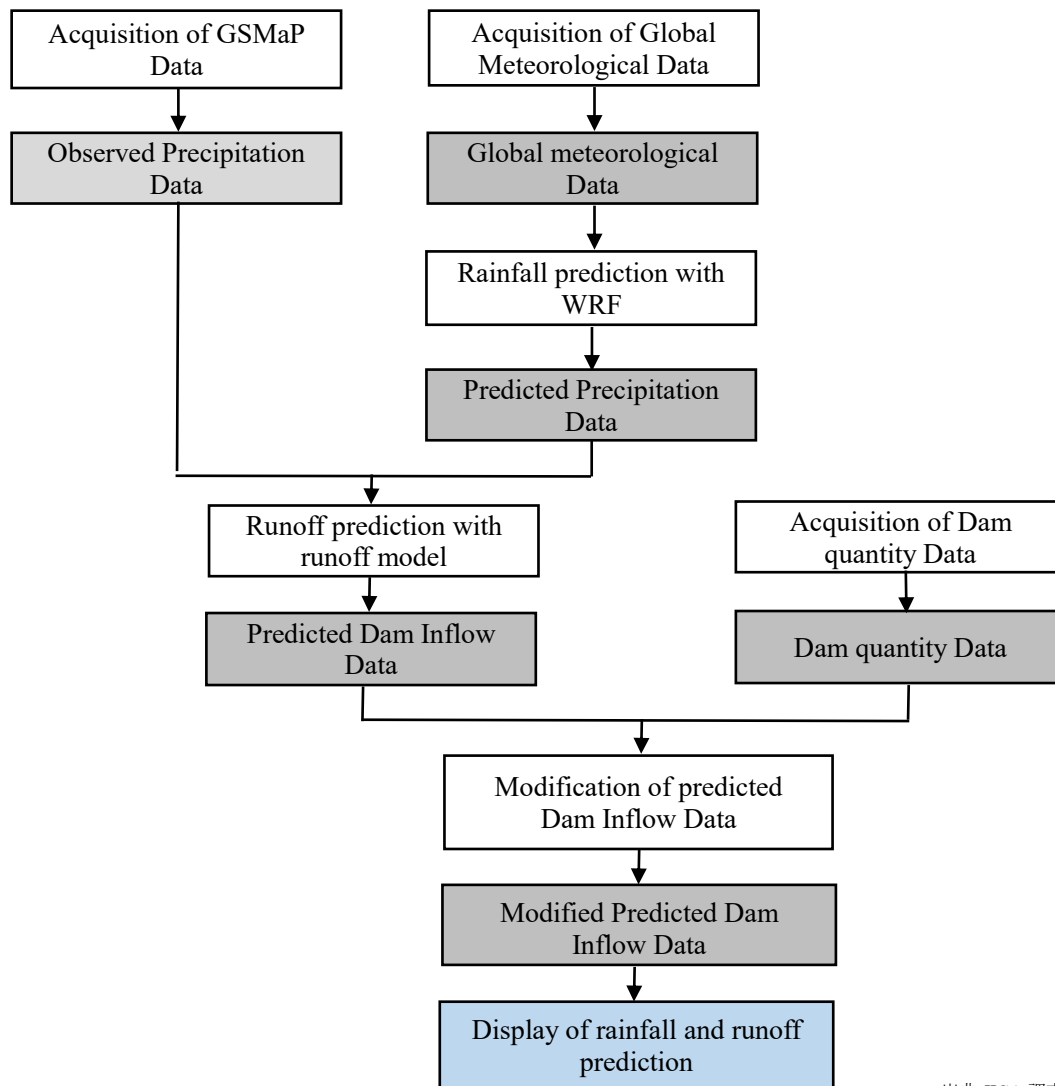 Acquisition of GSMaP
Data
Acquisition of Global
Meteorological Data
Observed Precipitation
Data
Global meteorological
Data
Rainfall prediction with
WRF
Predicted Precipitation
Data
Runoff prediction with
runoff model
Acquisition of Dam
quantity Data
Predicted Dam Inflow
Data
Dam quantity Data
Modification of predicted
Dam Inflow Data
Modified Predicted Dam
Inflow Data
Display of rainfall and runoff
prediction